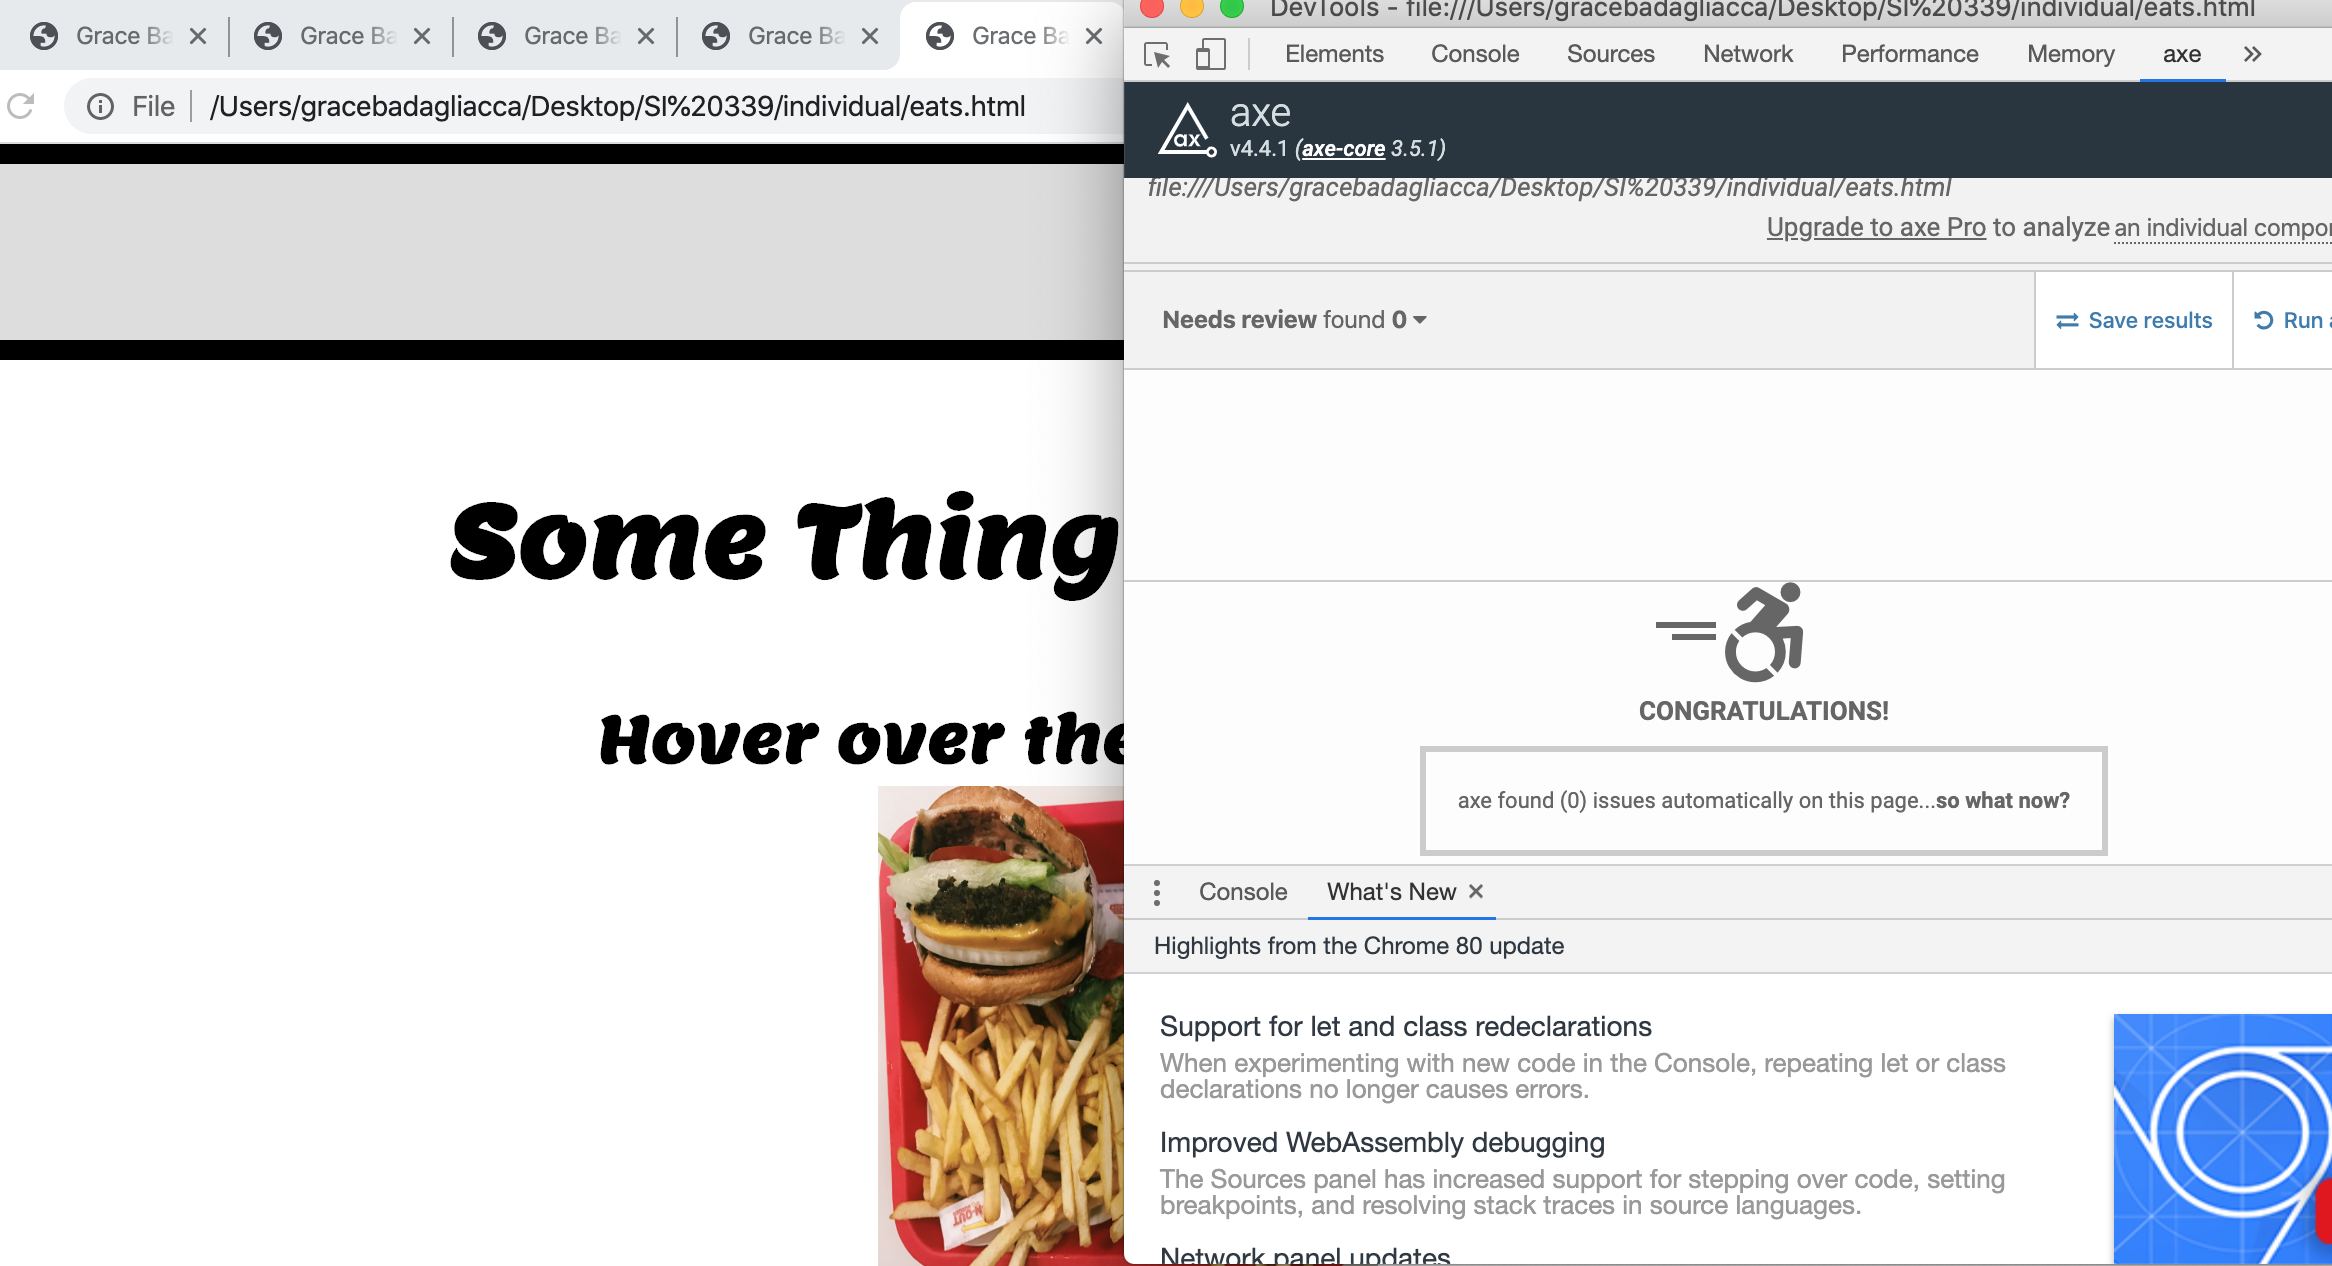 Grace Ba
Grace Ba
Grace Ba
Grace Ba
Grace Ba
File
/Users/gracebadagliacca/Desktop/SI%20339/individual/eats.html
Some Thing
Hover over the
DevTools - file:///Users/gracebadagliacca/Desktop/SI%20339/individual/eats.html
Elements Console Sources Network Performance Memory axe
ax
axe
v4.4.1 (axe-core 3.5.1)
file:///Users/gracebadagliacca/Desktop/SI%20339/individual/eats.html
Upgrade to axe Pro to analyze an individual compo
Needs review found 0
Save results
Run
CONGRATULATIONS!
axe found (0) issues automatically on this page...so what now?
Console What's New
Highlights from the Chrome 80 update
Support for let and class redeclarations
When experimenting with new code in the Console, repeating let or class
declarations no longer causes errors.
Improved WebAssembly debugging
The Sources panel has increased support for stepping over code, setting
breakpoints, and resolving stack traces in source languages.
Network panel updates